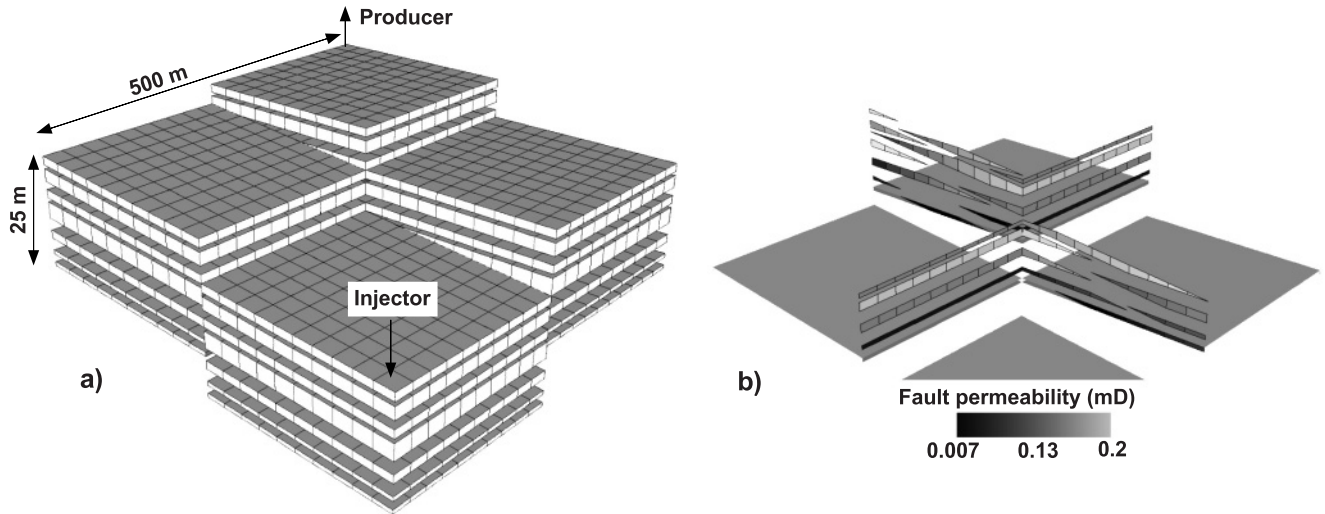 Producer
500 m
25 m
Injector
a)
b)
Fault permeability (mD)
0.007 0.13 0.2